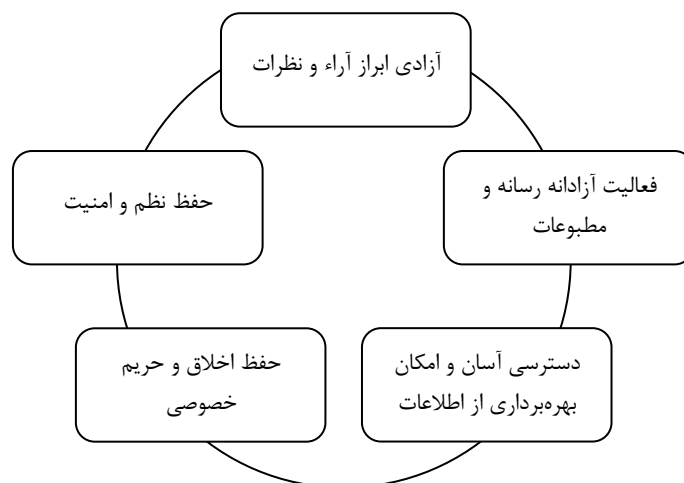 آزادی ابراز آراء و نظرات
فعالیت آزادانه رسانه و
مطبوعات
دسترسی آسان و امکان
بهره‌برداری از اطلاعات
حفظ اخلاق و حریم
خصوصی
حفظ نظم و امنیت